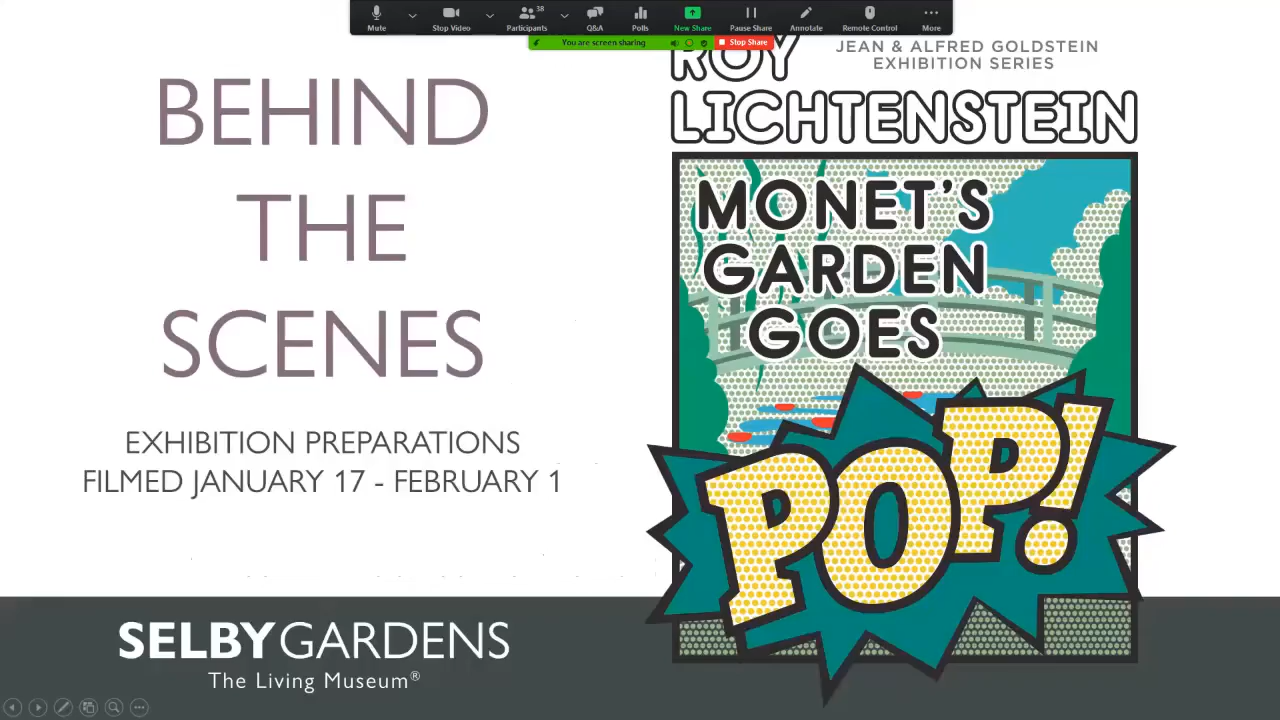 38
Mute
Stop Video
Participants
Q&A
Polls
New Share
Pause Share
Annotate
Remote Control
More
You are screen sharing
Stop Share
BEHIND
THE
SCENES
EXHIBITION PREPARATIONS
FILMED JANUARY 17 - FEBRUARY 1
ROY
JEAN & ALFRED GOLDSTEIN
EXHIBITION SERIES
LICHTENSTEIN
MONET'S
GARDEN
GOES
POP!
SELBYGARDENS
The Living Museum®